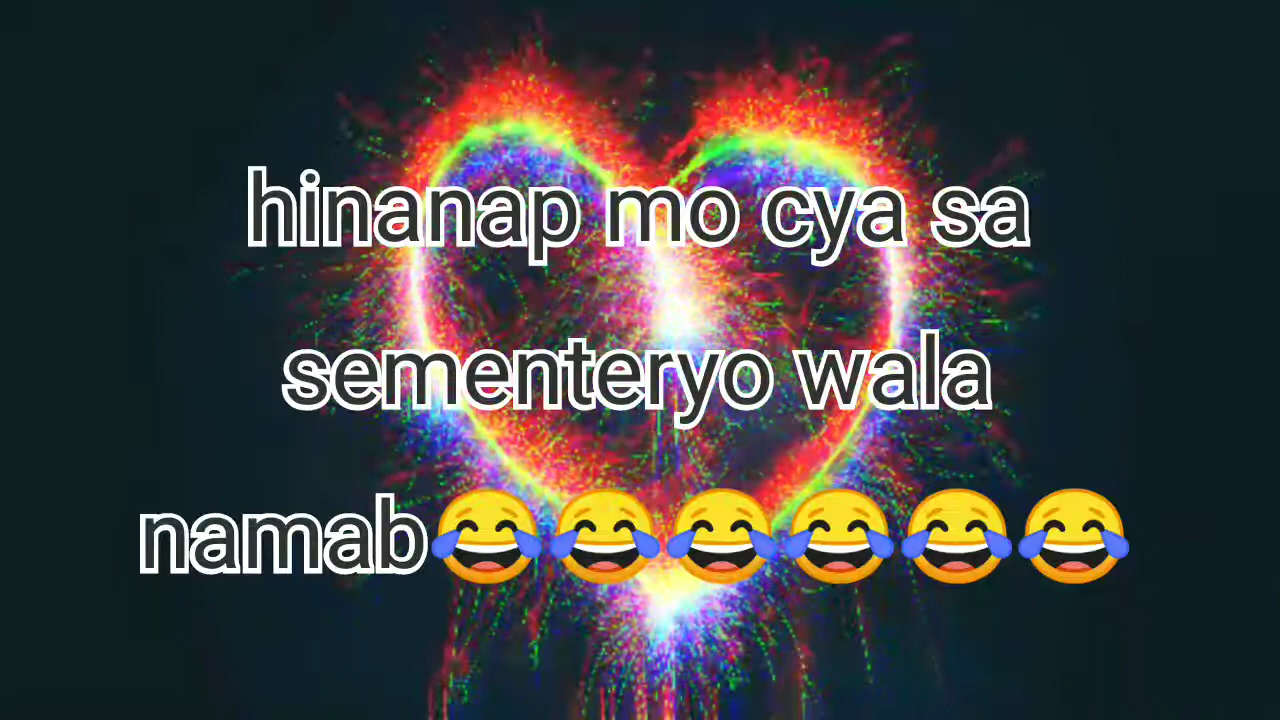 hinanap mo cya sa
sementeryo wala
namab😂😂😂😂😂😂